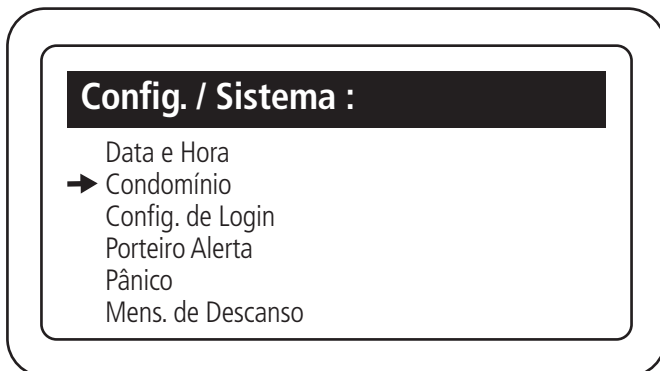 Config. / Sistema :
Data e Hora
Condomínio
Config. de Login
Porteiro Alerta
Pânico
Mens. de Descanso